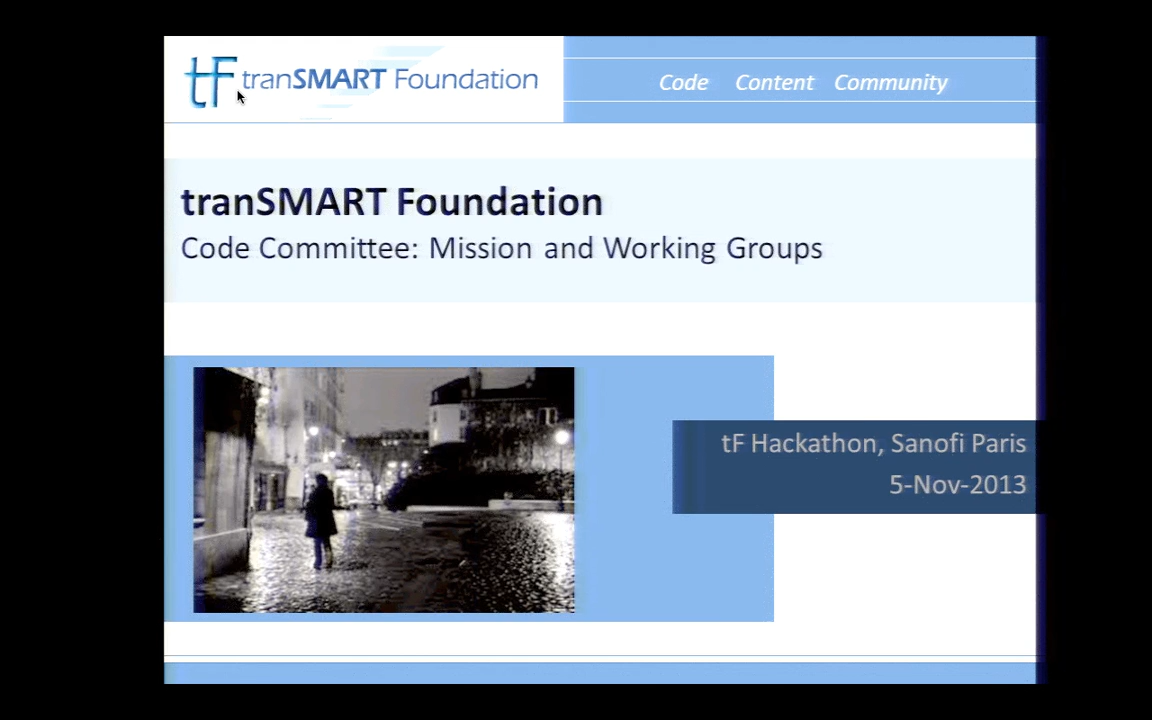 tF tranSMART Foundation
Code Content Community
tranSMART Foundation
Code Committee: Mission and Working Groups
tF Hackathon, Sanofi Paris
5-Nov-2013